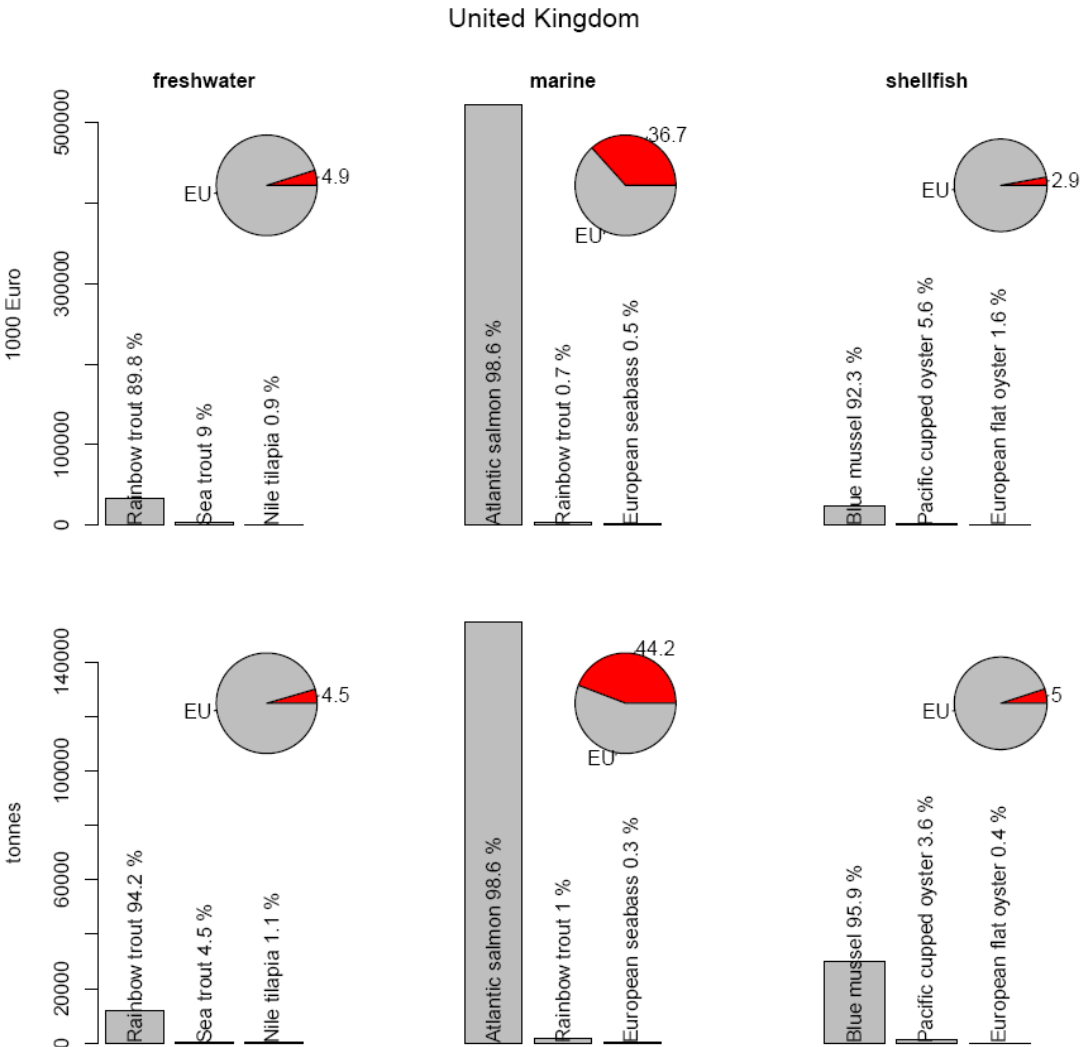 United Kingdom
freshwater
marine
shellfish
1000 Euro
0
100000
300000
500000
EU
4.9
Rainbow trout 89.8 %
Sea trout 9 %
Nile tilapia 0.9 %
36.7
EU
Atlantic salmon 98.6 %
Rainbow trout 0.7 %
European seabass 0.5 %
EU
2.9
Blue mussel 92.3 %
Pacific cupped oyster 5.6 %
European flat oyster 1.6 %
tonnes
0
20000
60000
100000
140000
EU
4.5
Rainbow trout 94.2 %
Sea trout 4.5 %
Nile tilapia 1.1 %
44.2
EU
Atlantic salmon 98.6 %
Rainbow trout 1 %
European seabass 0.3 %
EU
5
Blue mussel 95.9 %
Pacific cupped oyster 3.6 %
European flat oyster 0.4 %